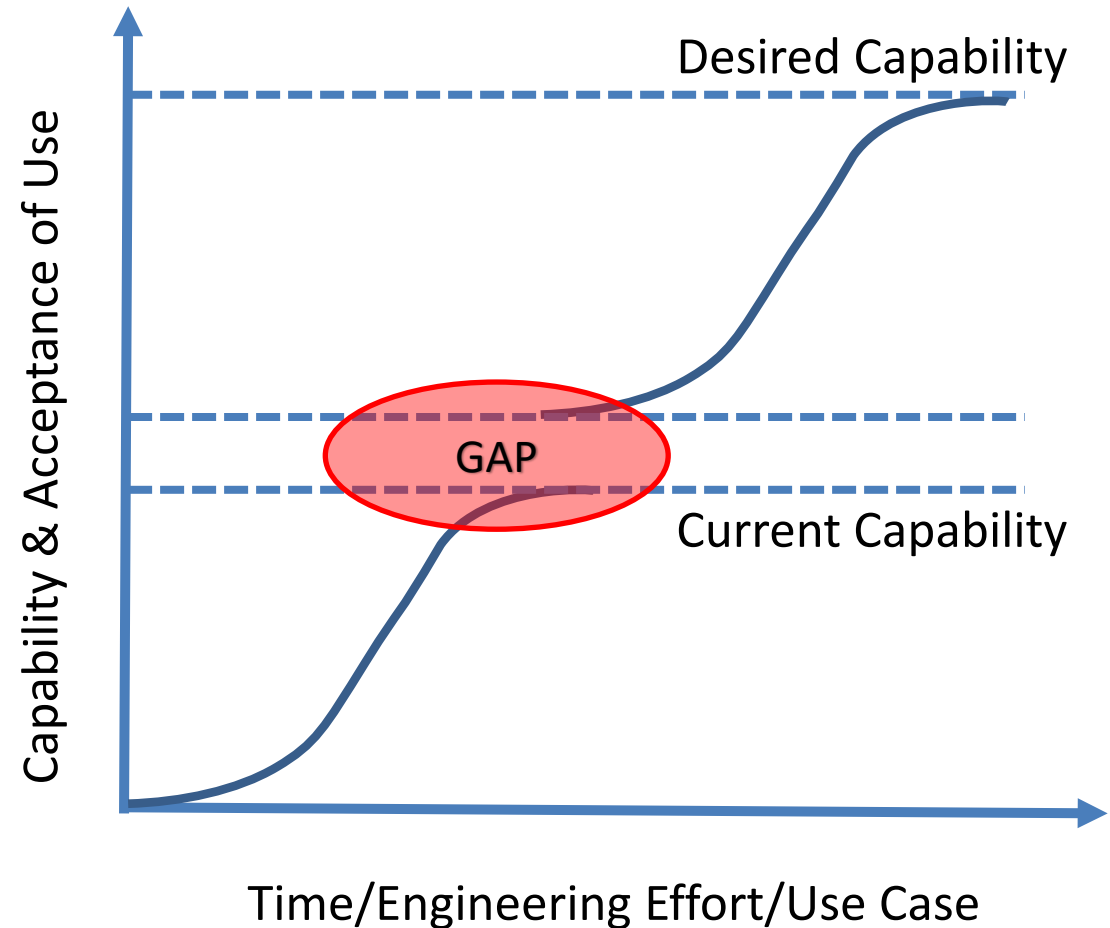 Desired Capability
Capability & Acceptance of Use
GAP
Current Capability
Time/Engineering Effort/Use Case